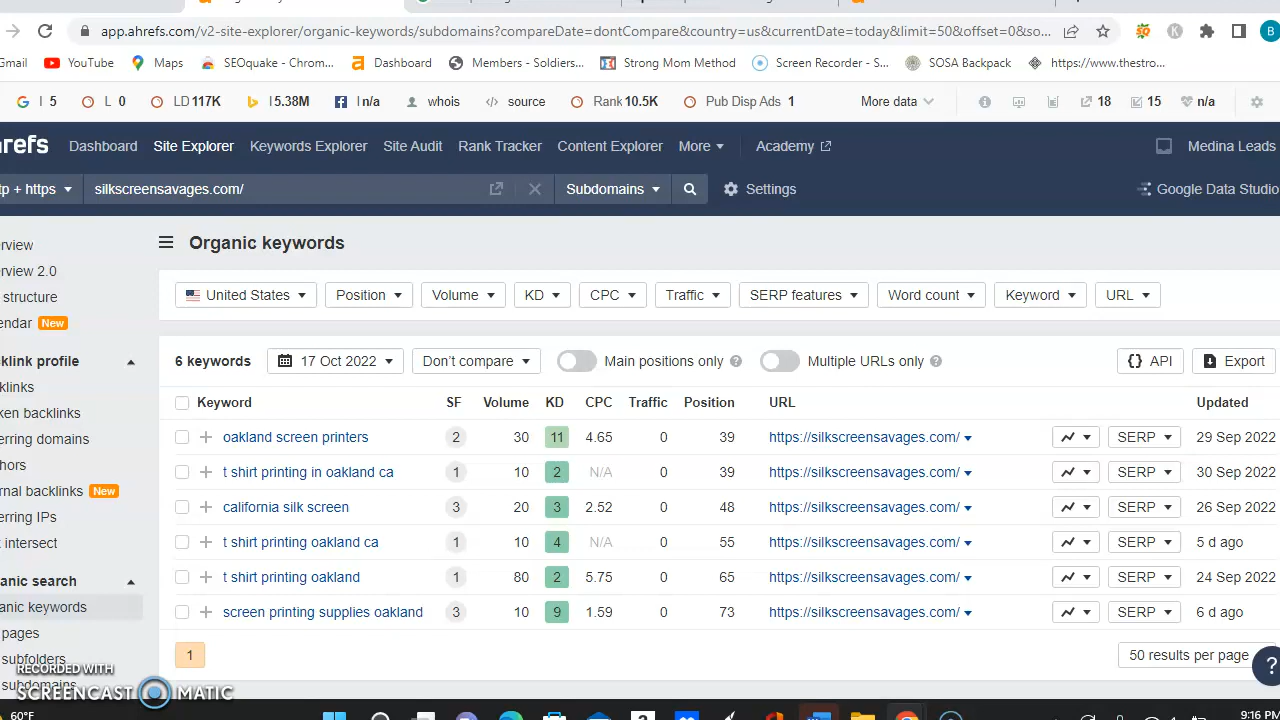 app.ahrefs.com/v2-site-explorer/organic-keywords/subdomains?compareDate=dontCompare&country=us&currentDate=today&limit=50&offset=0&so...
Gmail YouTube Maps SEOquake - Chrom... Dashboard Members - Soldiers... Strong Mom Method Screen Recorder - S... SOSA Backpack https://www.thestro...
I 5 L 0 LD 117K I 5.38M I n/a whois source Rank 10.5K Pub Disp Ads 1 More data 18 15 n/a
hrefs Dashboard Site Explorer Keywords Explorer Site Audit Rank Tracker Content Explorer More Academy Medina Leads
tp + https silkscreensavages.com/ Subdomains Settings Google Data Studio
erview
Organic keywords
erview 2.0
structure
United States Position Volume KD CPC Traffic SERP features Word count Keyword URL
endar New
klink profile
6 keywords 17 Oct 2022 Don't compare Main positions only ? Multiple URLs only ? {} API Export
klinks
Keyword SF Volume KD CPC Traffic Position URL Updated
ken backlinks
erring domains
oakland screen printers 2 30 11 4.65 0 39 https://silkscreensavages.com/ SERP 29 Sep 2022
hors
t shirt printing in oakland ca 1 10 2 N/A 0 39 https://silkscreensavages.com/ SERP 30 Sep 2022
rnal backlinks New
california silk screen 3 20 3 2.52 0 48 https://silkscreensavages.com/ SERP 26 Sep 2022
erring IPs
t shirt printing oakland ca 1 10 4 N/A 0 55 https://silkscreensavages.com/ SERP 5 d ago
intersect
t shirt printing oakland 1 80 2 5.75 0 65 https://silkscreensavages.com/ SERP 24 Sep 2022
anic search
anic keywords
screen printing supplies oakland 3 10 9 1.59 0 73 https://silkscreensavages.com/ SERP 6 d ago
pages
1 50 results per page
subfolders
RECORDED WITH
subdomains
SCREENCAST MATIC
?
60°F 9:16 PM